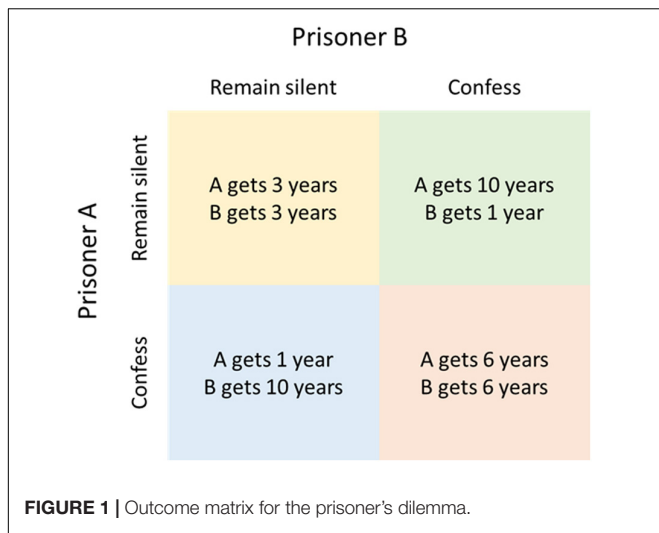 Prisoner B
Remain silent
Confess
Prisoner A
Remain silent
A gets 3 years
B gets 3 years
A gets 10 years
B gets 1 year
Confess
A gets 1 year
B gets 10 years
A gets 6 years
B gets 6 years
FIGURE 1 | Outcome matrix for the prisoner’s dilemma.